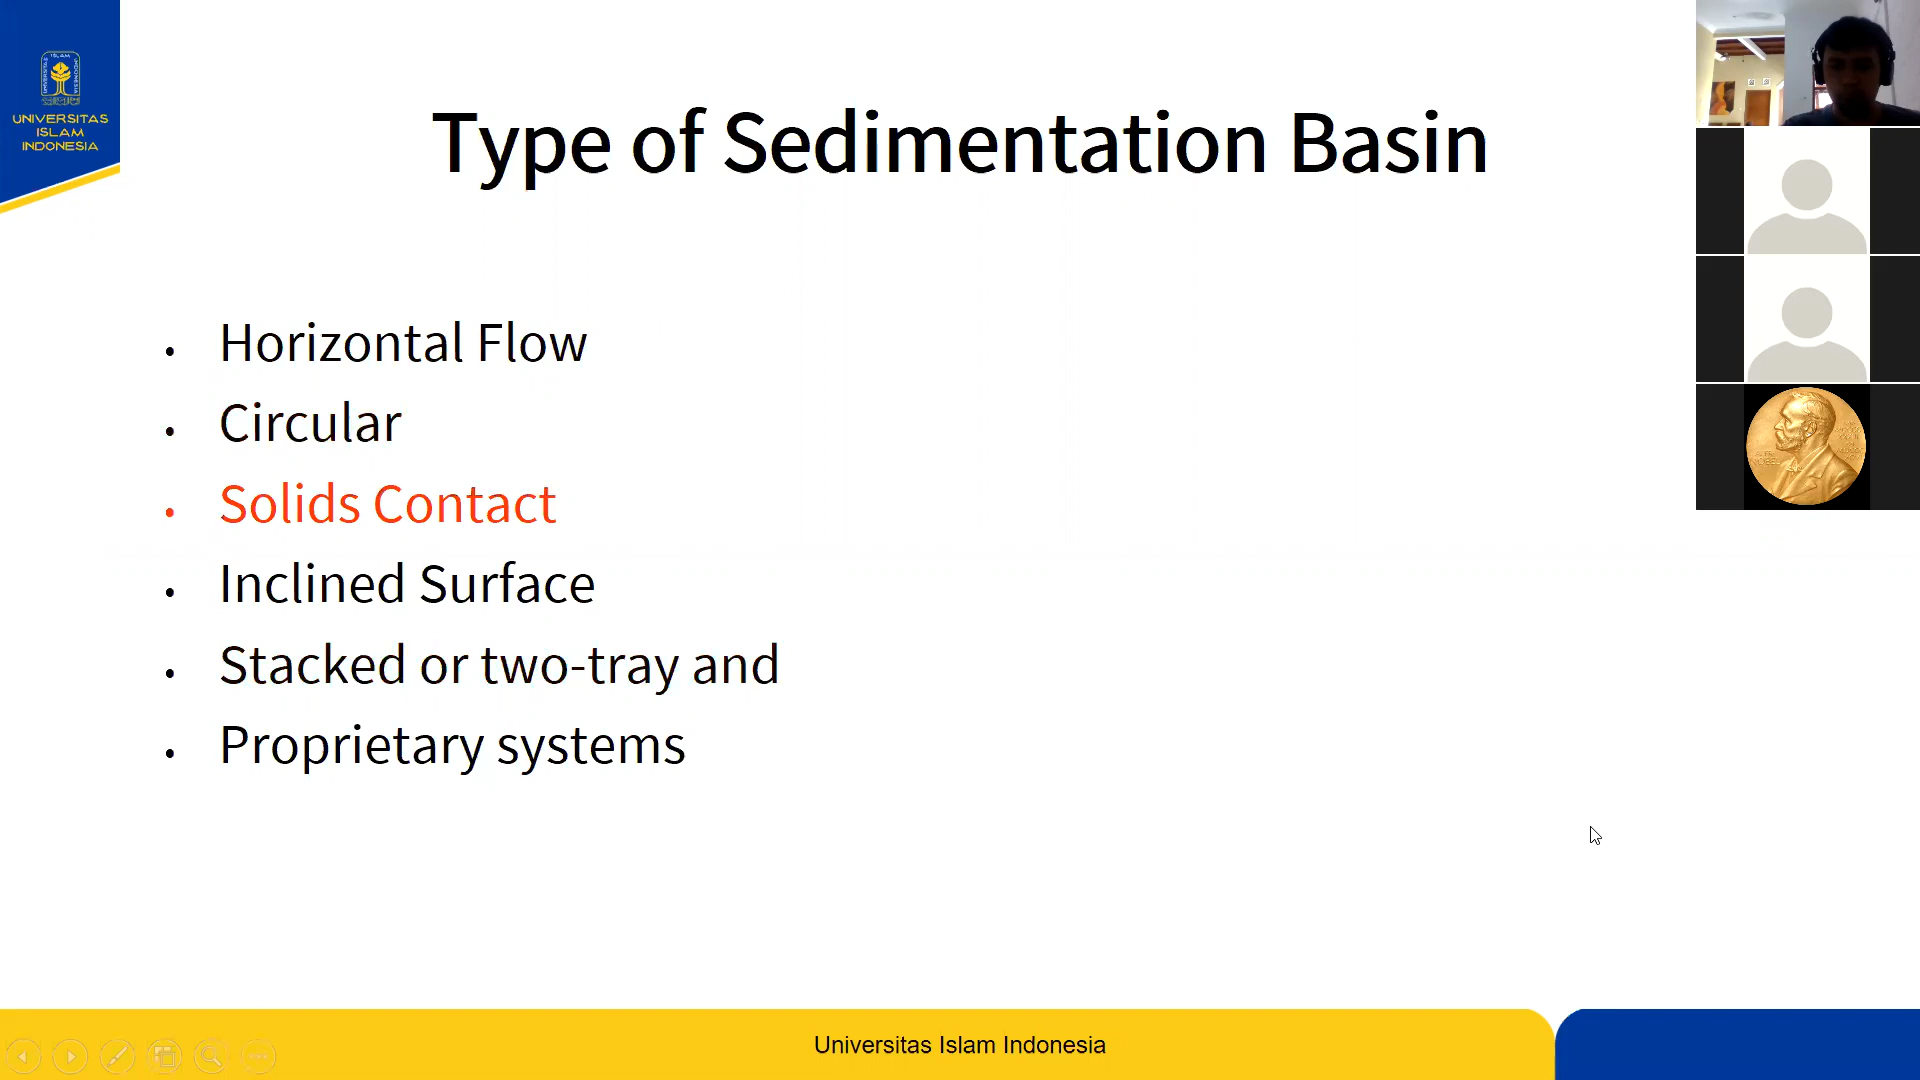 UNIVERSITAS
ISLAM
INDONESIA
Type of Sedimentation Basin
• Horizontal Flow
• Circular
• Solids Contact
• Inclined Surface
• Stacked or two-tray and
• Proprietary systems
Universitas Islam Indonesia